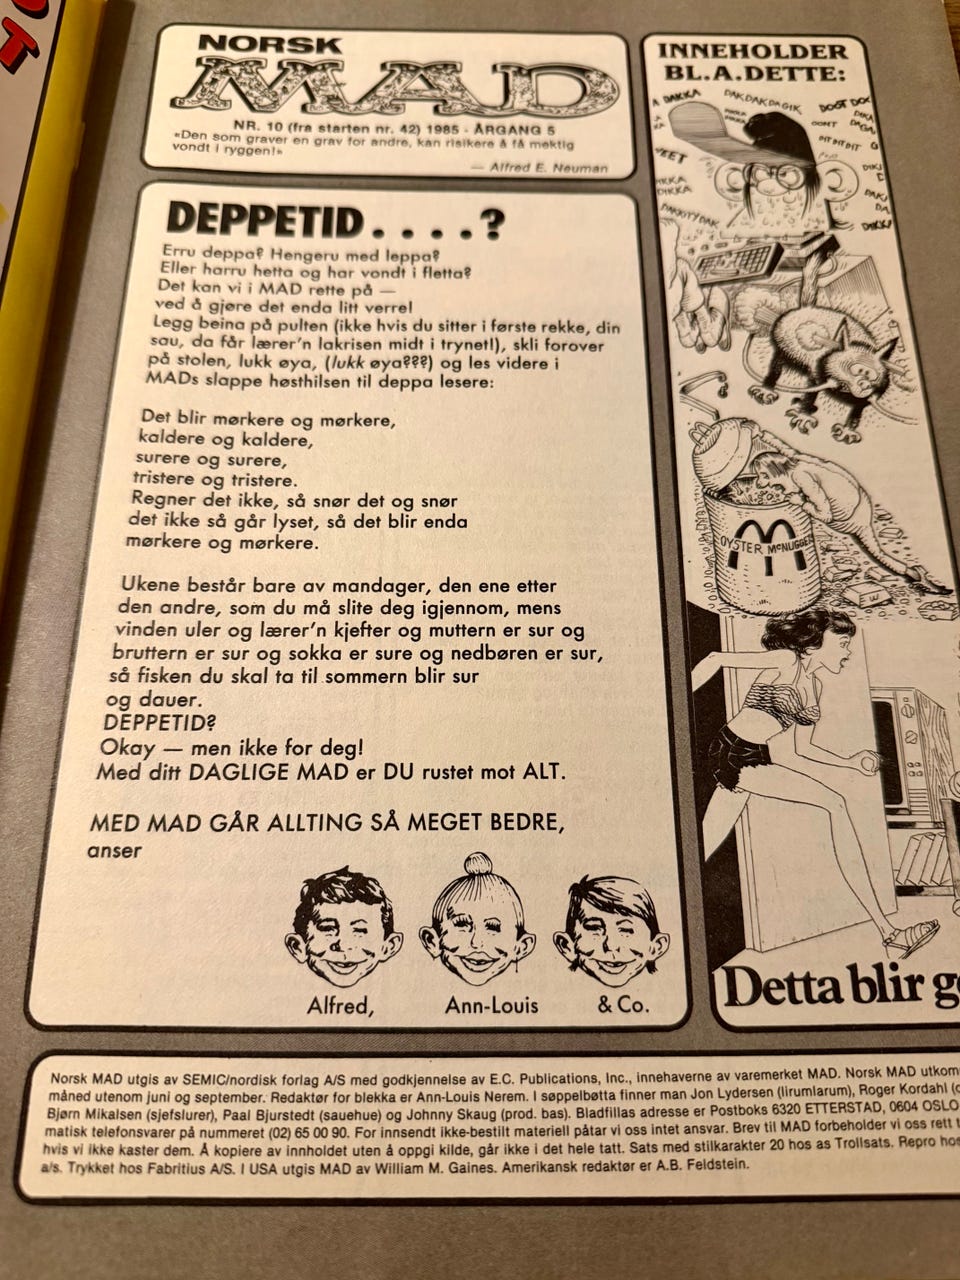 NORSK
MAD
NR. 10 (fra starten nr. 42) 1985 - ÅRGANG 5
«Den som graver en grav for andre, kan risikere å få mektig
vondt i ryggen!»
— Alfred E. Neuman
DEPPETID . . . . ?
Erru deppa? Hengeru med leppa?
Eller harru hetta og har vondt i fletta?
Det kan vi i MAD rette på —
ved å gjøre det enda litt verre!
Legg beina på pulten (ikke hvis du sitter i første rekke, din
sau, da får lærer'n lakrisen midt i trynet!), skli forover
på stolen, lukk øya, (lukk øya???) og les videre i
MADs slappe høsthilsen til deppa lesere:
Det blir mørkere og mørkere,
kaldere og kaldere,
surere og surere,
tristere og tristere.
Regner det ikke, så snør det og snør
det ikke så går lyset, så det blir enda
mørkere og mørkere.
Ukene består bare av mandager, den ene etter
den andre, som du må slite deg igjennom, mens
vinden uler og lærer'n kjefter og muttern er sur og
bruttern er sur og sokka er sure og nedbøren er sur,
så fisken du skal ta til sommern blir sur
og dauer.
DEPPETID?
Okay — men ikke for deg!
Med ditt DAGLIGE MAD er DU rustet mot ALT.
MED MAD GÅR ALLTING SÅ MEGET BEDRE,
anser
Alfred, Ann-Louis & Co.
INNEHOLDER
BL.A.DETTE:
DAKKA DAKDAKDAGIK DOGT
OOMT
DIT DIT DIT
DIKKA
DAKKITYDAK
OYSTER McNUGGE
Detta blir g
Norsk MAD utgis av SEMIC/nordisk forlag A/S med godkjennelse av E.C. Publications, Inc., innehaverne av varemerket MAD. Norsk MAD utkom
måned utenom juni og september. Redaktør for blekka er Ann-Louis Nerem. I søppelbøtta finner man Jon Lydersen (lirumlarum), Roger Kordahl
Bjørn Mikalsen (sjefslurer), Paal Bjurstedt (sauehue) og Johnny Skaug (prod. bas). Bladfillas adresse er Postboks 6320 ETTERSTAD, 0604 OSLO
matisk telefonsvarer på nummeret (02) 65 00 90. For innsendt ikke-bestilt materiell påtar vi oss intet ansvar. Brev til MAD forbeholder vi oss rett
hvis vi ikke kaster dem. Å kopiere av innholdet uten å oppgi kilde, går ikke i det hele tatt. Sats med stilkarakter 20 hos as Trollsats. Repro hos
a/s. Trykket hos Fabritius A/S. I USA utgis MAD av William M. Gaines. Amerikansk redaktør er A.B. Feldstein.